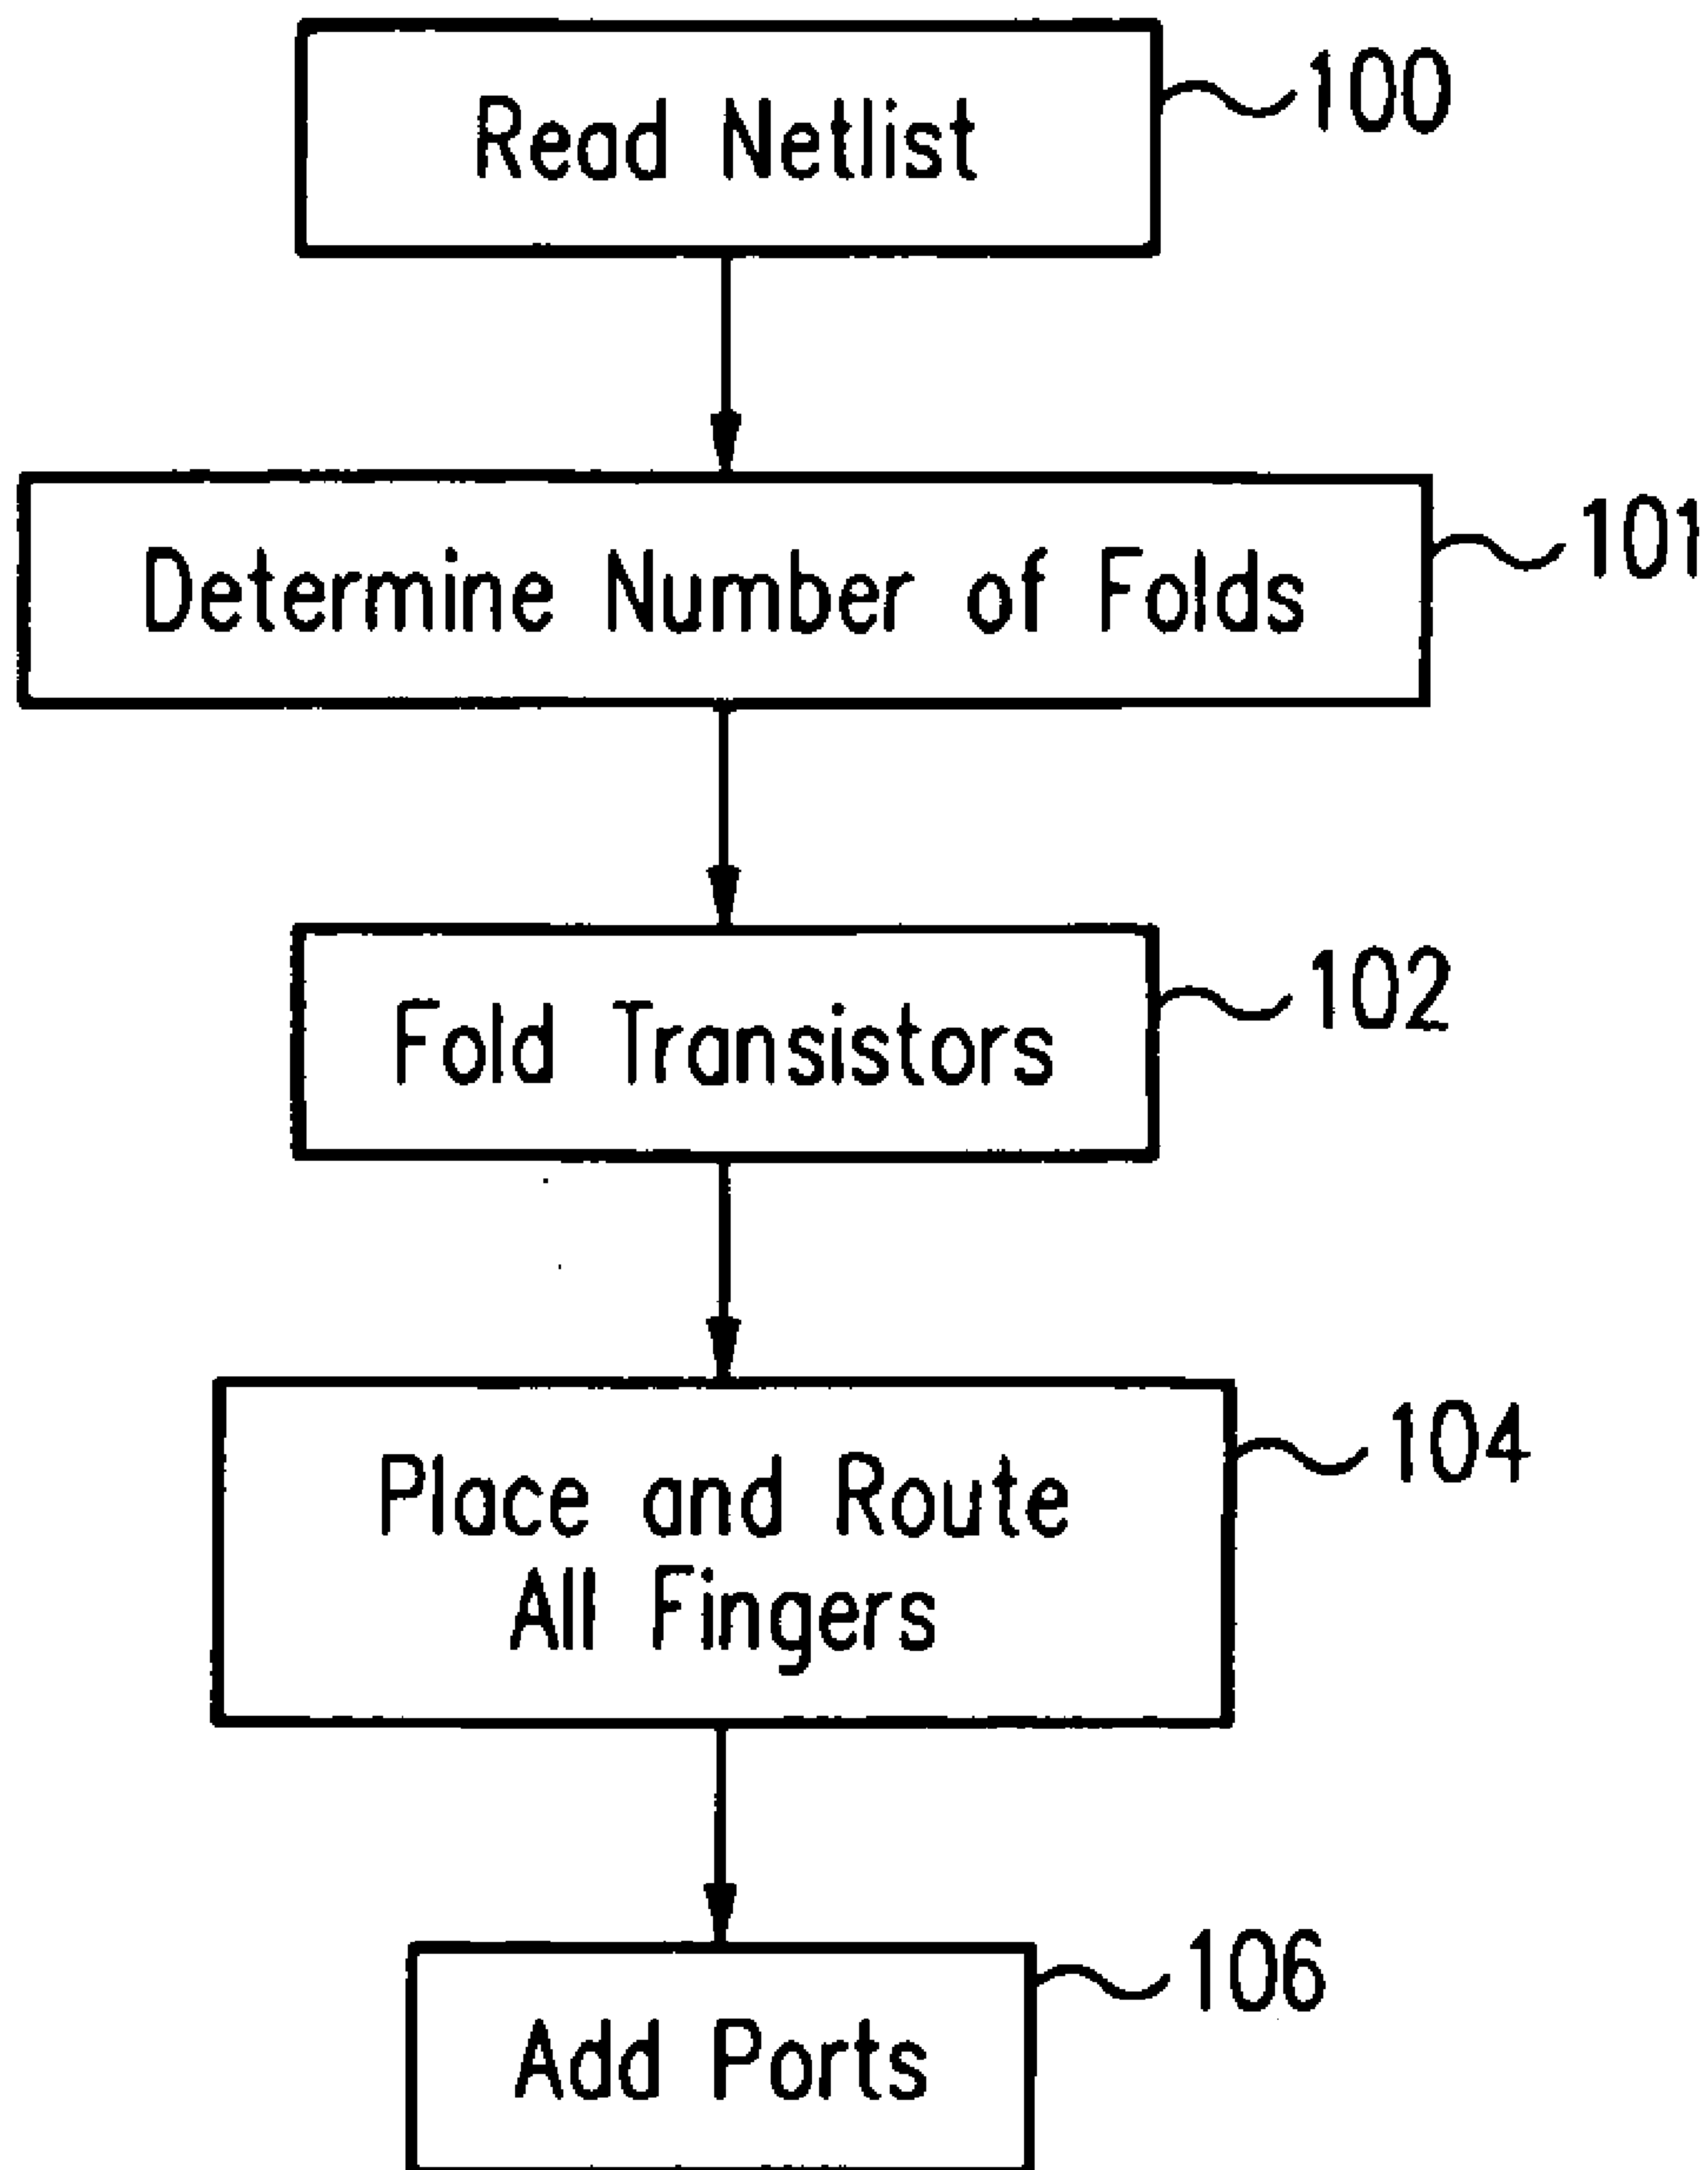 Read Netlist
100
Determine Number of Folds
101
Fold Transistors
102
Place and Route
All Fingers
104
Add Ports
106